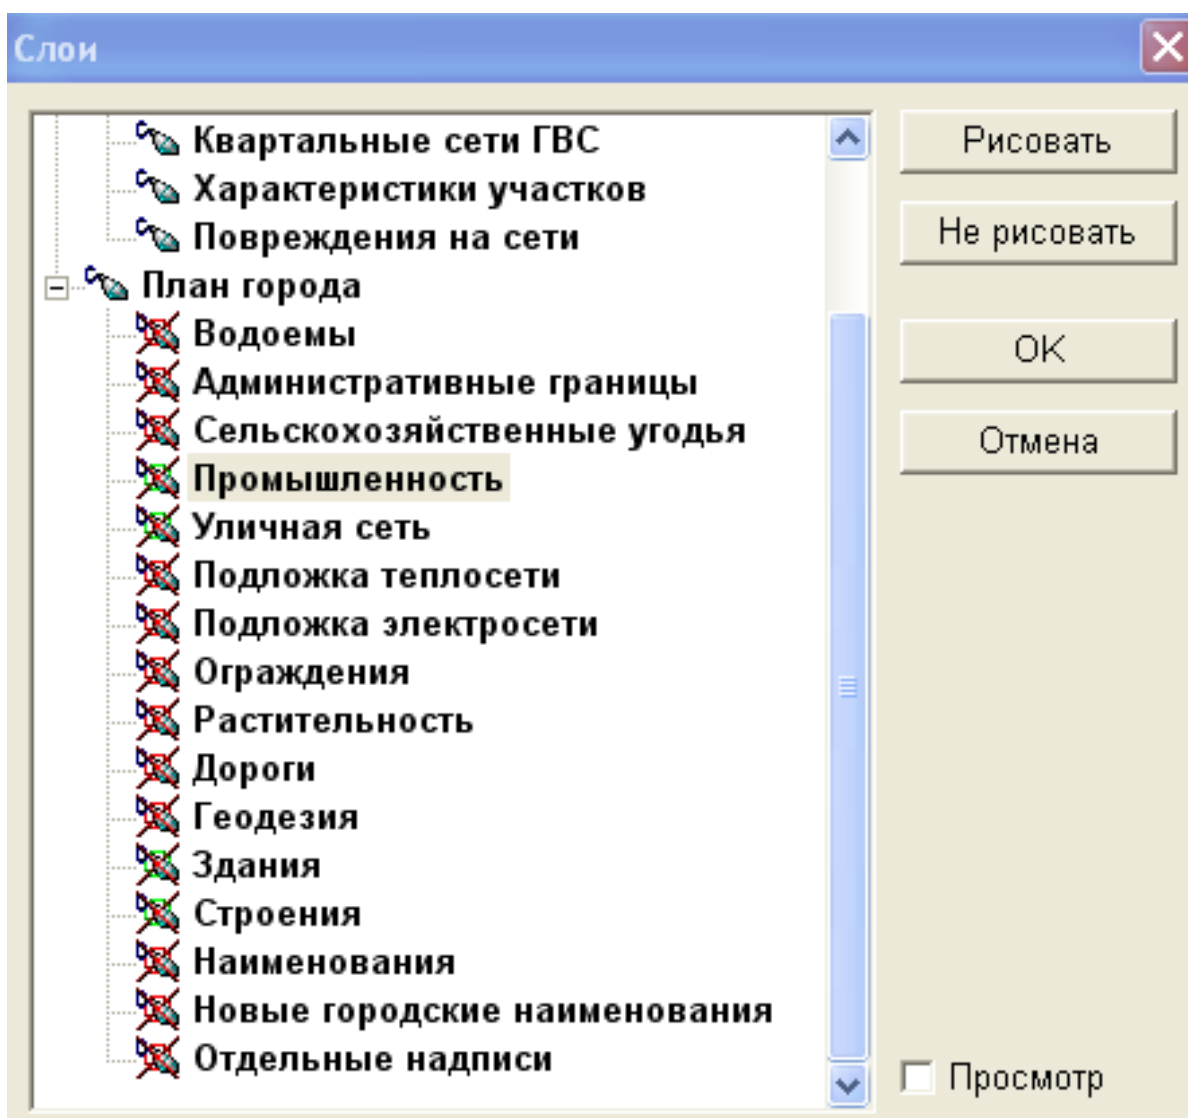 Слои
Квартальные сети ГВС
Характеристики участков
Повреждения на сети
План города
Водоемы
Административные границы
Сельскохозяйственные угодья
Промышленность
Уличная сеть
Подложка теплосети
Подложка электросети
Ограждения
Растительность
Дороги
Геодезия
Здания
Строения
Наименования
Новые городские наименования
Отдельные надписи
Рисовать
Не рисовать
OK
Отмена
Просмотр